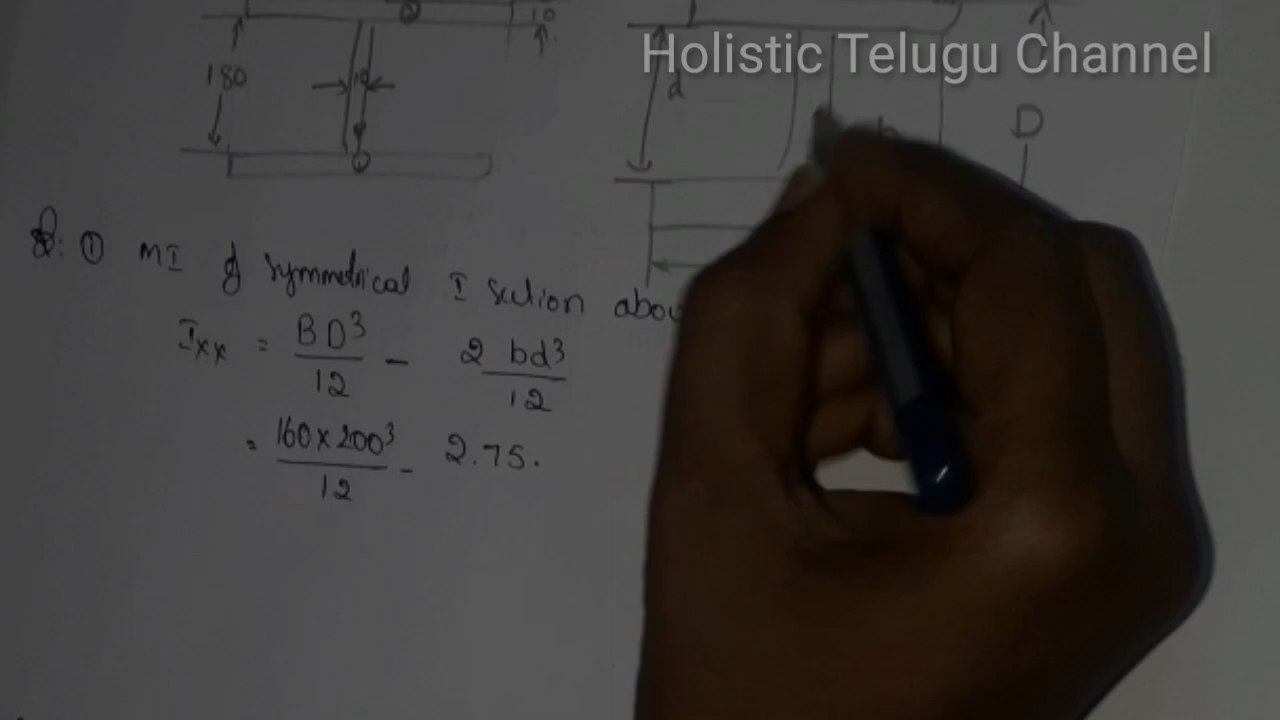 Holistic Telugu Channel
10
180
10
d
b
D
Q: ① MI of symmetrical I section abou
Ixx = BD³/12 - 2 bd³/12
= 160×200³/12 - 2.75.